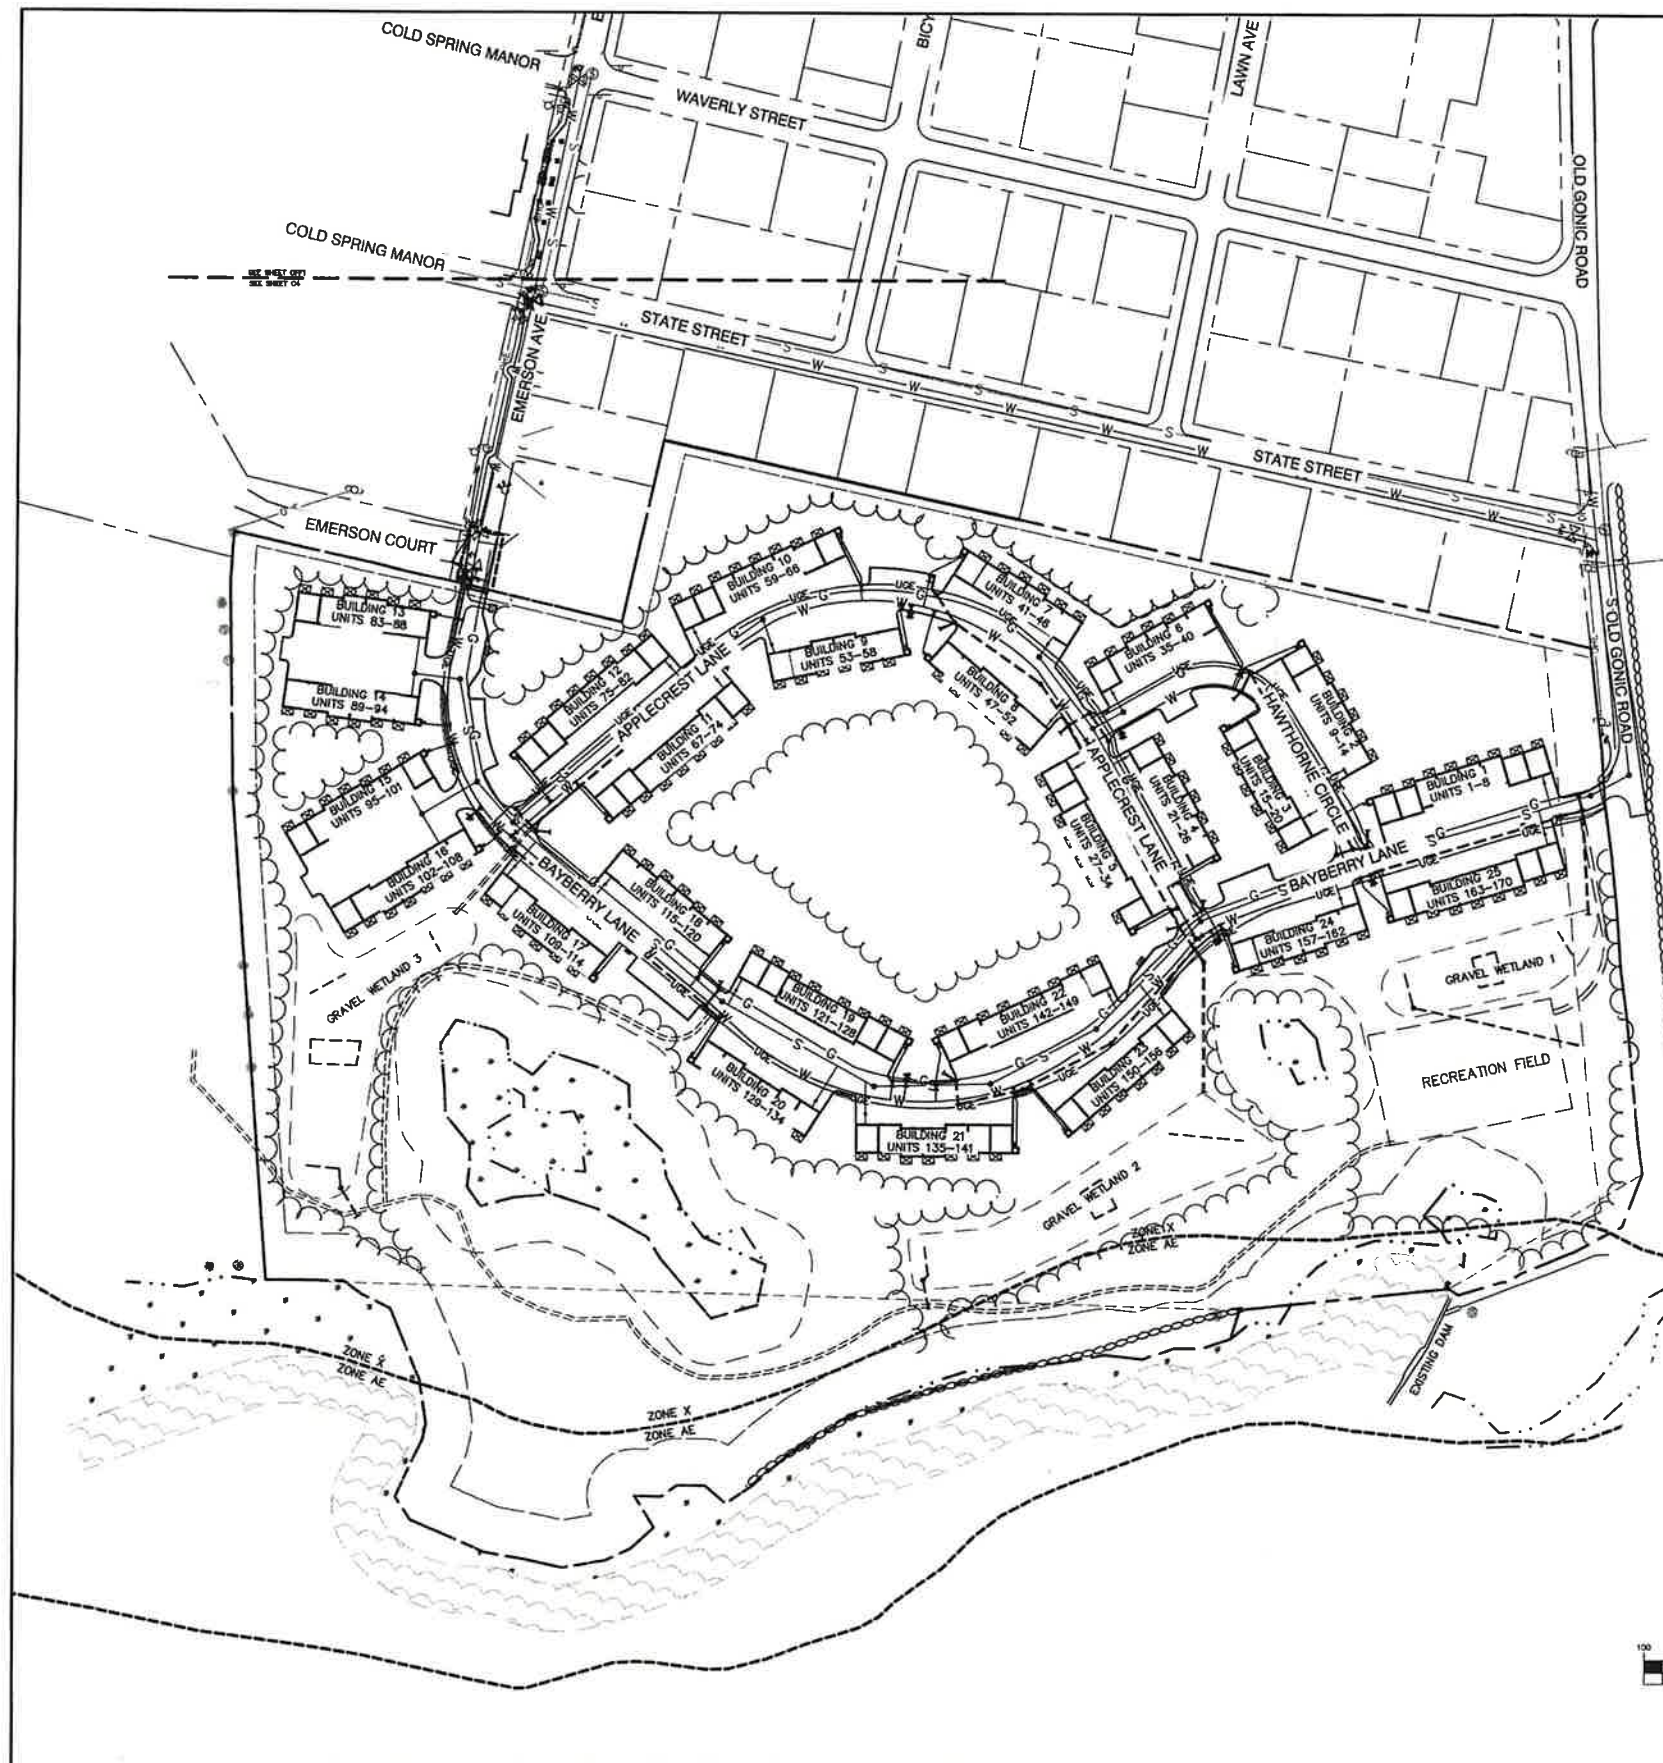 COLD SPRING MANOR
WAVERLY STREET
LAWN AVE
OLD GONIC ROAD
COLD SPRING MANOR
SEE SHEET C4
STATE STREET
EMERSON AVE
STATE STREET
EMERSON COURT
S OLD GONIC ROAD
BUILDING 10
UNITS 59-66
BUILDING 7
UNITS 41-46
BUILDING 13
UNITS 83-88
BUILDING 6
UNITS 35-40
BUILDING 9
UNITS 53-58
BUILDING 12
UNITS 75-82
APPLECREST LANE
BUILDING 14
UNITS 89-94
BUILDING 11
UNITS 67-74
BUILDING 8
UNITS 47-52
BUILDING 2
UNITS 9-14
HAWTHORNE CIRCLE
BUILDING 3
UNITS 15-20
BUILDING 4
UNITS 21-26
APPLECREST LANE
BUILDING 5
UNITS 27-34
BUILDING 1
UNITS 1-8
BUILDING 15
UNITS 95-101
BUILDING 16
UNITS 102-108
BAYBERRY LANE
BAYBERRY LANE
BUILDING 25
UNITS 163-170
BUILDING 18
UNITS 115-120
BUILDING 17
UNITS 109-114
BUILDING 24
UNITS 157-162
GRAVEL WETLAND 3
GRAVEL WETLAND 1
BUILDING 19
UNITS 121-128
BUILDING 22
UNITS 142-149
BUILDING 20
UNITS 129-134
BUILDING 23
UNITS 150-156
RECREATION FIELD
BUILDING 21
UNITS 135-141
GRAVEL WETLAND 2
ZONE X
ZONE AE
ZONE X
ZONE AE
EXISTING DAM
ZONE X
ZONE AE
100